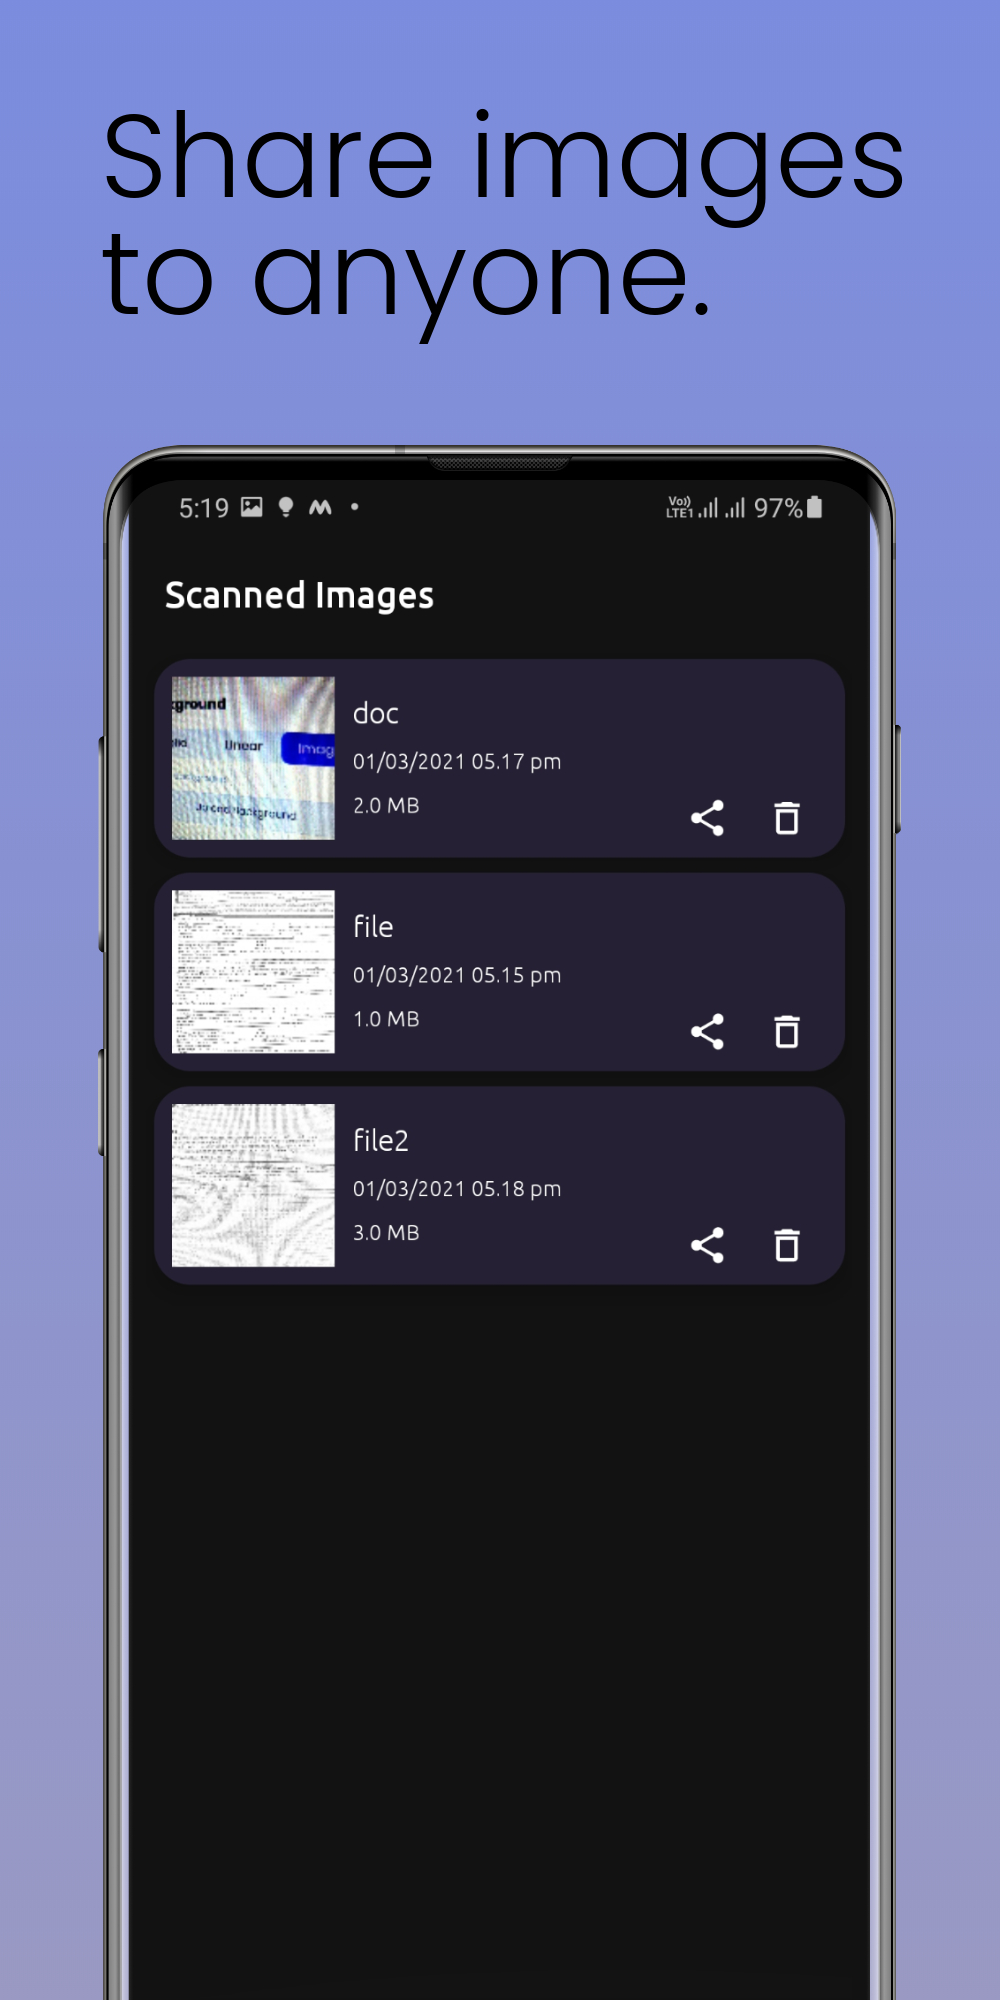 Share images
to anyone.
5:19
Vo))
LTE1
97%
Scanned Images
kground
Linear
Imag
doc
01/03/2021 05.17 pm
2.0 MB
file
01/03/2021 05.15 pm
1.0 MB
file2
01/03/2021 05.18 pm
3.0 MB